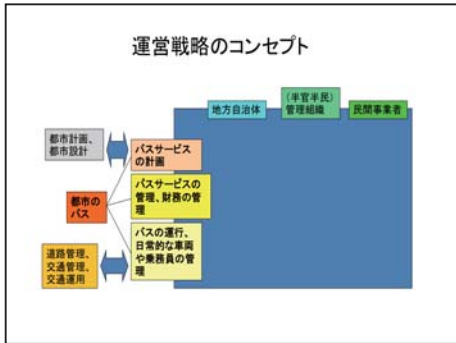 運営戦略のコンセプト
地方自治体
(半官半民)
管理組織
民間事業者
都市計画、
都市設計
バスサービス
の計画
都市の
バス
バスサービスの
管理、財務の管
理
道路管理、
交通管理、
交通運用
バスの運行、
日常的な車両
や乗務員の管
理